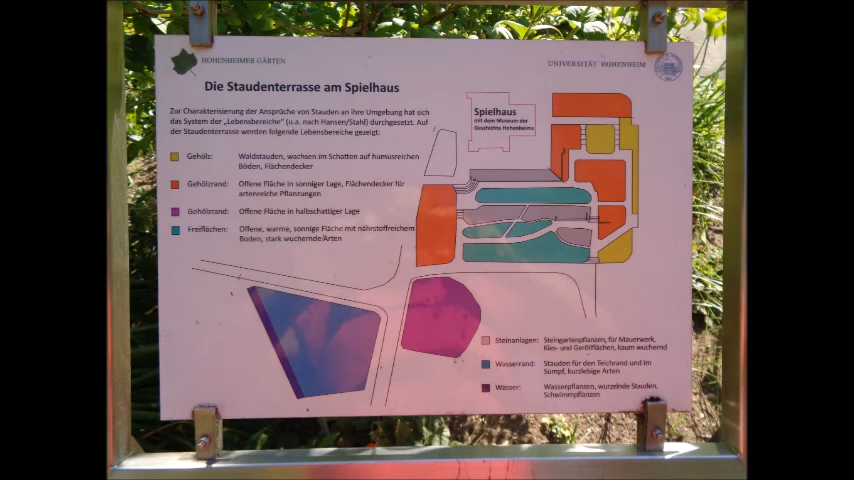 HOHENHEIMER GÄRTEN
UNIVERSITÄT HOHENHEIM
Die Staudenterrasse am Spielhaus
Zur Charakterisierung der Ansprüche von Stauden an ihre Umgebung hat sich
das System der „Lebensbereiche“ (u.a. nach Hansen/Stahl) durchgesetzt. Auf
der Staudenterrasse werden folgende Lebensbereiche gezeigt:
Gehölz: Waldstauden, wachsen im Schatten auf humusreichen
Böden, Flächendecker
Gehölzrand: Offene Fläche in sonniger Lage, Flächendecker für
artenreiche Pflanzungen
Gehölzrand: Offene Fläche in halbschattiger Lage
Freiflächen: Offene, warme, sonnige Fläche mit nährstoffreichem
Boden, stark wuchernde Arten
Spielhaus
mit dem Museum der
Geschichte Hohenheims
Steinanlagen: Steingartenpflanzen, für Mauerwerk,
Kies- und Geröllflächen, kaum wuchernd
Wasserrand: Stauden für den Teichrand und im
Sumpf, kurzlebige Arten
Wasser: Wasserpflanzen, wurzelnde Stauden,
Schwimmpflanzen